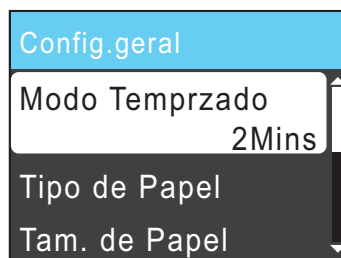 Config.geral
Modo Temprzado
2Mins
Tipo de Papel
Tam. de Papel